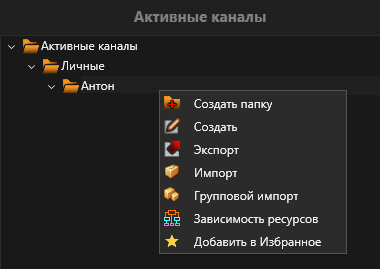 Активные каналы
Активные каналы
Личные
Антон
Создать папку
Создать
Экспорт
Импорт
Групповой импорт
Зависимость ресурсов
Добавить в Избранное